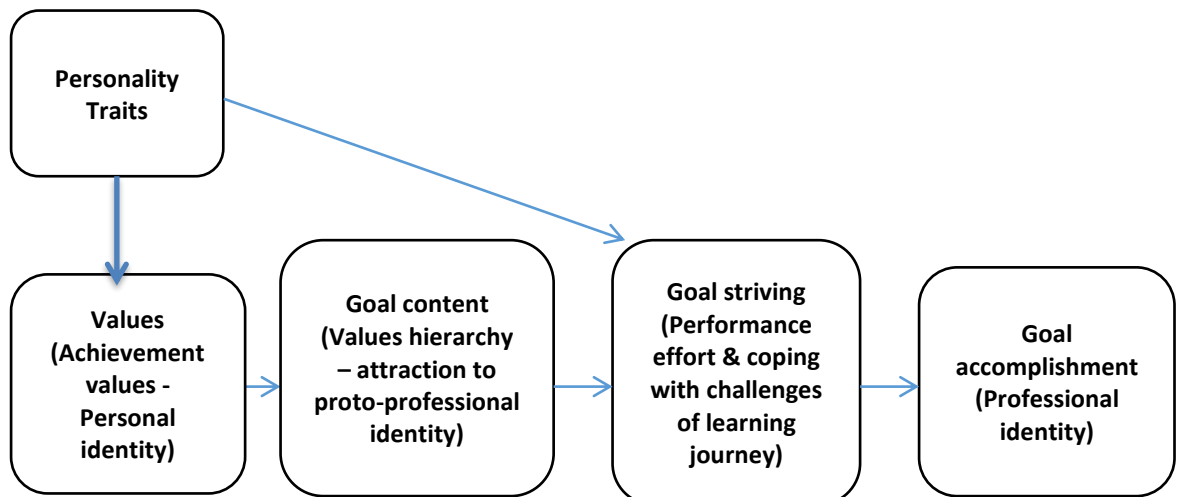 Personality
Traits
Values
(Achievement
values -
Personal
identity)
Goal content
(Values hierarchy
– attraction to
proto-professional
identity)
Goal striving
(Performance
effort & coping
with challenges
of learning
journey)
Goal
accomplishment
(Professional
identity)